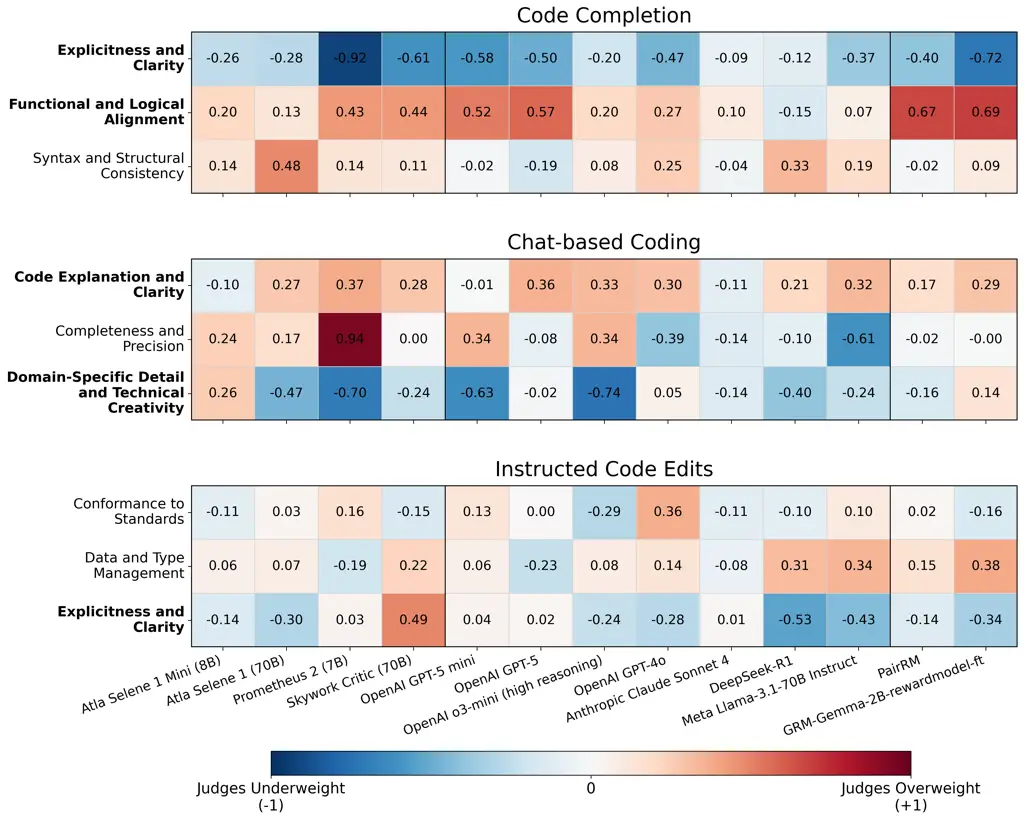 Code Completion
Explicitness and
Clarity
-0.26 -0.28 -0.92 -0.61 -0.58 -0.50 -0.20 -0.47 -0.09 -0.12 -0.37 -0.40 -0.72
Functional and Logical
Alignment
0.20 0.13 0.43 0.44 0.52 0.57 0.20 0.27 0.10 -0.15 0.07 0.67 0.69
Syntax and Structural
Consistency
0.14 0.48 0.14 0.11 -0.02 -0.19 0.08 0.25 -0.04 0.33 0.19 -0.02 0.09
Chat-based Coding
Code Explanation and
Clarity
-0.10 0.27 0.37 0.28 -0.01 0.36 0.33 0.30 -0.11 0.21 0.32 0.17 0.29
Completeness and
Precision
0.24 0.17 0.94 0.00 0.34 -0.08 0.34 -0.39 -0.14 -0.10 -0.61 -0.02 -0.00
Domain-Specific Detail
and Technical
Creativity
0.26 -0.47 -0.70 -0.24 -0.63 -0.02 -0.74 0.05 -0.14 -0.40 -0.24 -0.16 0.14
Instructed Code Edits
Conformance to
Standards
-0.11 0.03 0.16 -0.15 0.13 0.00 -0.29 0.36 -0.11 -0.10 0.10 0.02 -0.16
Data and Type
Management
0.06 0.07 -0.19 0.22 0.06 -0.23 0.08 0.14 -0.08 0.31 0.34 0.15 0.38
Explicitness and
Clarity
-0.14 -0.30 0.03 0.49 0.04 0.02 -0.24 -0.28 0.01 -0.53 -0.43 -0.14 -0.34
Atla Selene 1 Mini (8B)
Atla Selene 1 (70B)
Prometheus 2 (7B)
Skywork Critic (70B)
OpenAI GPT-5 mini
OpenAI GPT-5
OpenAI o3-mini (high reasoning)
OpenAI GPT-4o
Anthropic Claude Sonnet 4
DeepSeek-R1
Meta Llama-3.1-70B Instruct
PairRM
GRM-Gemma-2B-rewardmodel-ft
Judges Underweight
(-1)
0
Judges Overweight
(+1)